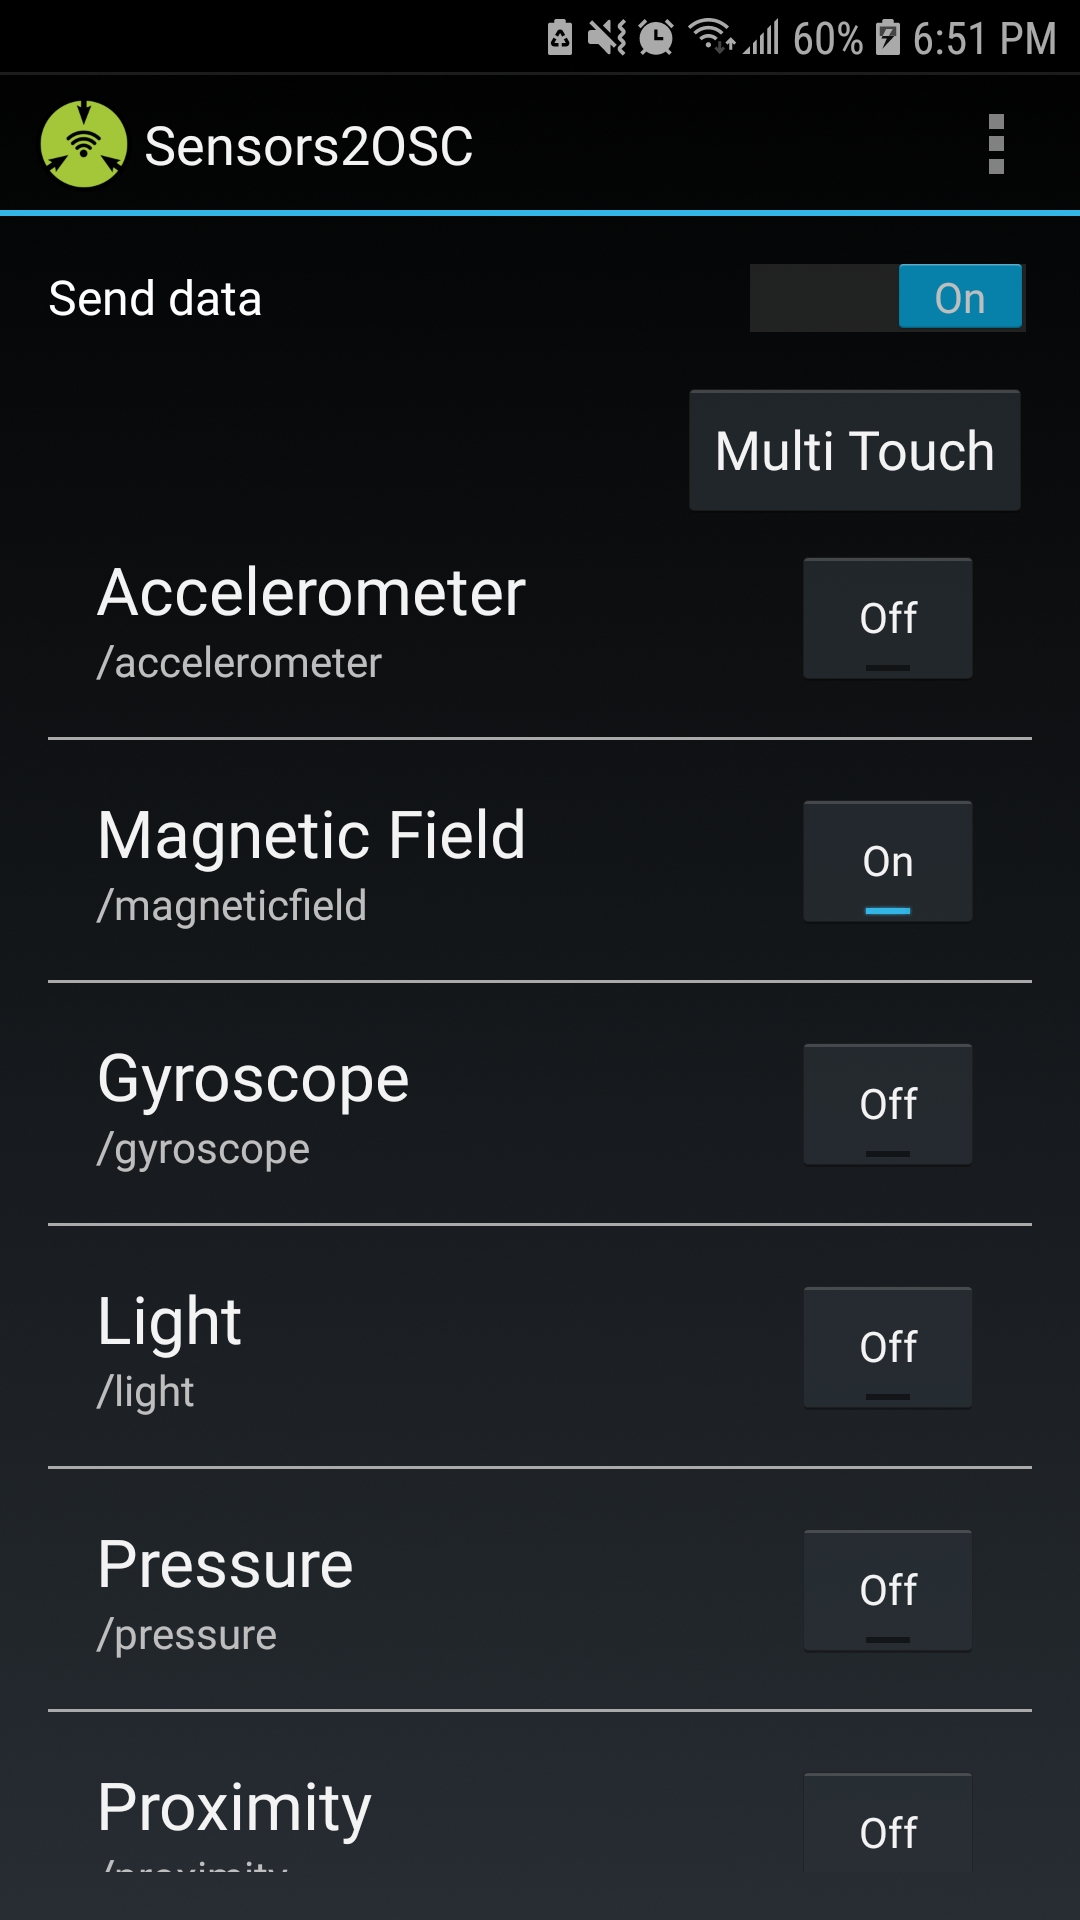 60% 6:51 PM
Sensors2OSC
Send data On
Multi Touch
Accelerometer Off
/accelerometer
Magnetic Field On
/magneticfield
Gyroscope Off
/gyroscope
Light Off
/light
Pressure Off
/pressure
Proximity Off
/proximity